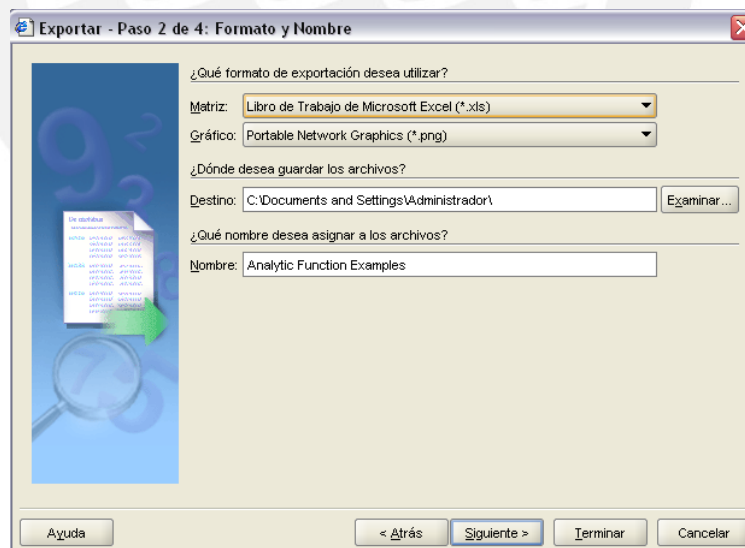 Exportar - Paso 2 de 4: Formato y Nombre
¿Qué formato de exportación desea utilizar?
Matriz: Libro de Trabajo de Microsoft Excel (*.xls)
Gráfico: Portable Network Graphics (*.png)
¿Dónde desea guardar los archivos?
Destino: C:\Documents and Settings\Administrador\ Examinar...
¿Qué nombre desea asignar a los archivos?
Nombre: Analytic Function Examples
Ayuda < Atrás Siguiente > Terminar Cancelar